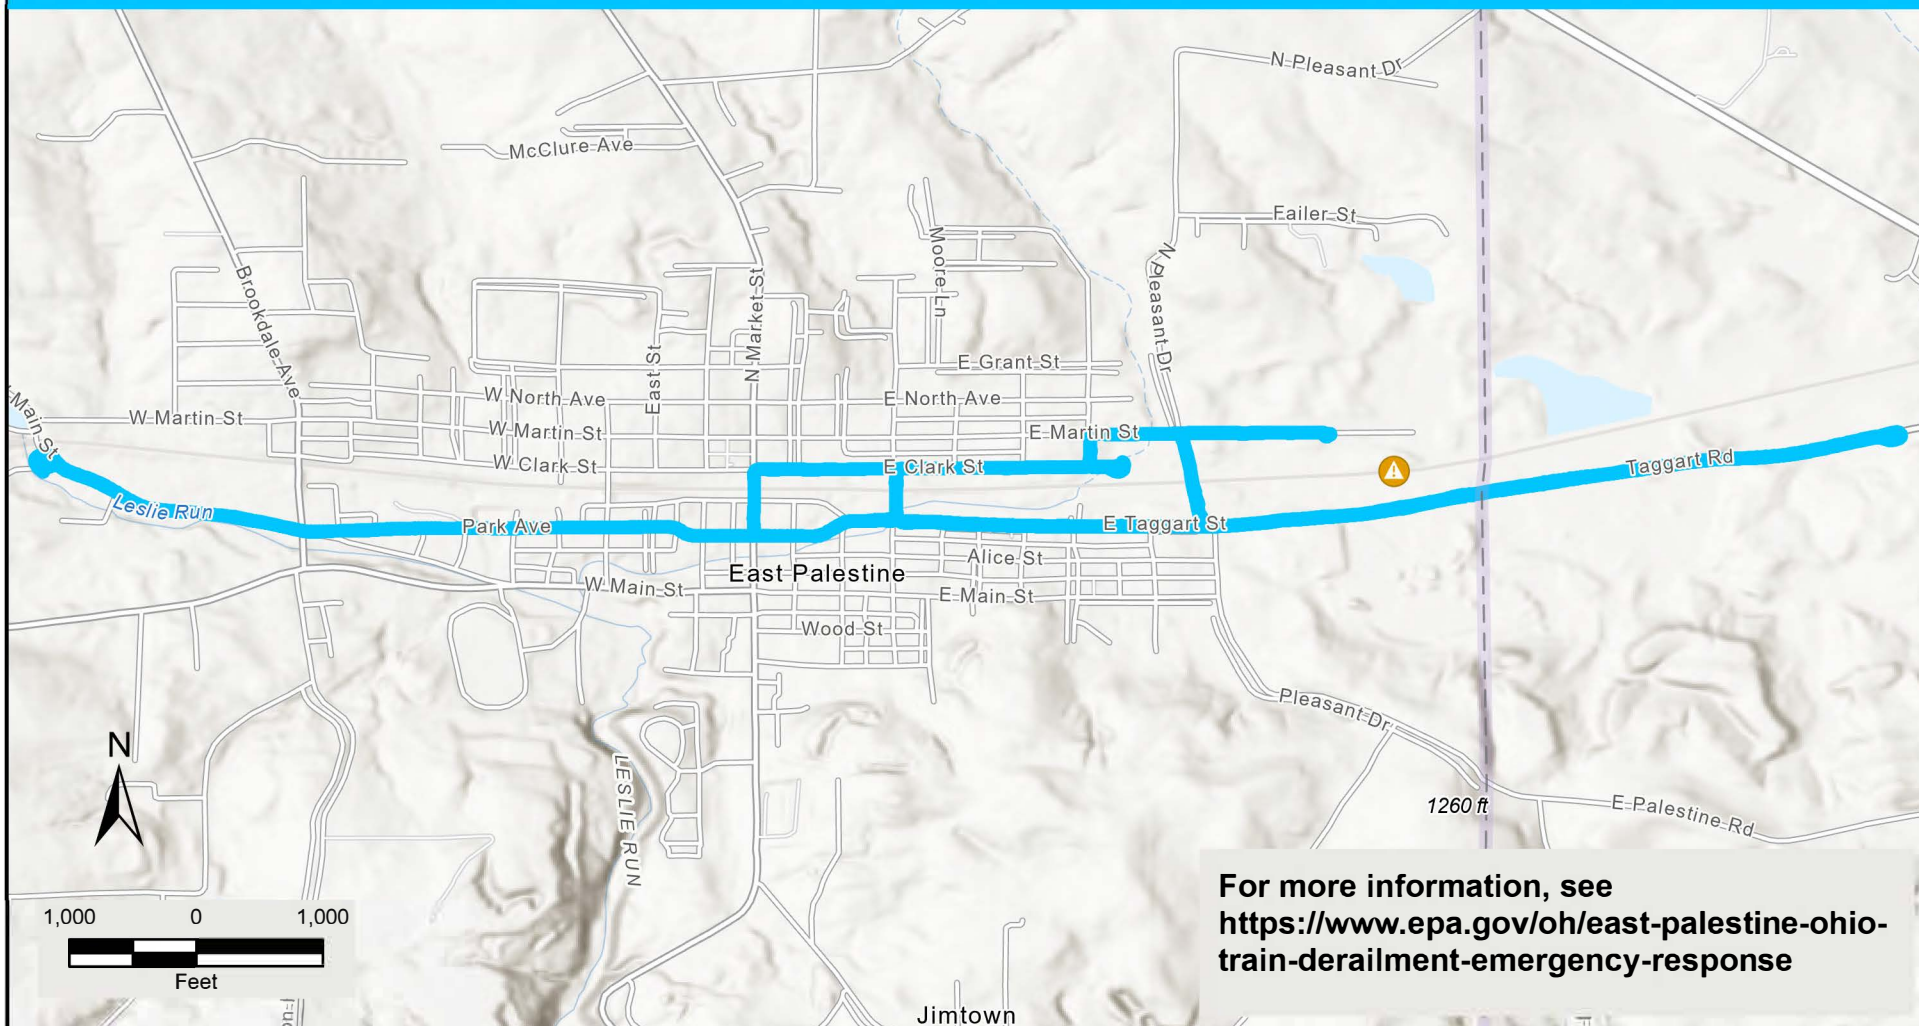 N Pleasant Dr
McClure Ave
Failer St
Moore Ln
N Pleasant Dr
Brookdale Ave
N Market St
East St
E Grant St
W North Ave
E North Ave
Main St
W Martin St
W Martin St
E Martin St
W Clark St
E Clark St
Taggart Rd
Leslie Run
Park Ave
E Taggart St
Alice St
East Palestine
W Main St
E Main St
Wood St
Pleasant Dr
N
LESLIE RUN
1260 ft
E Palestine Rd
For more information, see
https://www.epa.gov/oh/east-palestine-ohio-
train-derailment-emergency-response
1,000 0 1,000
Feet
Jimtown